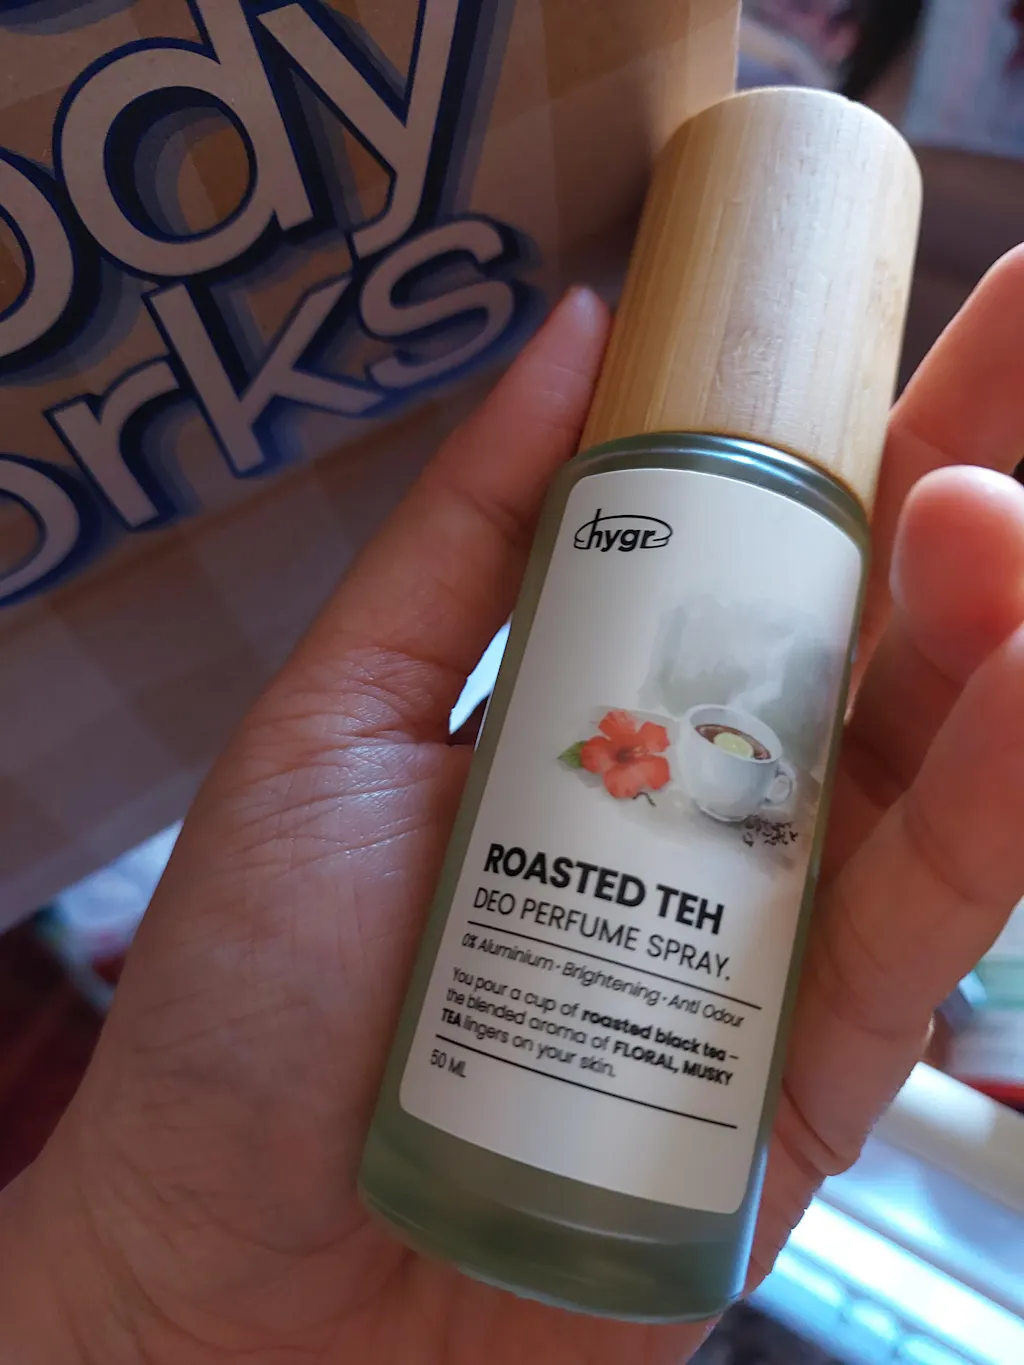 ody
orks
hygr
ROASTED TEH
DEO PERFUME SPRAY.
0% Aluminium • Brightening • Anti Odour
You pour a cup of roasted black tea –
the blended aroma of FLORAL, MUSKY
TEA lingers on your skin.
50 ML